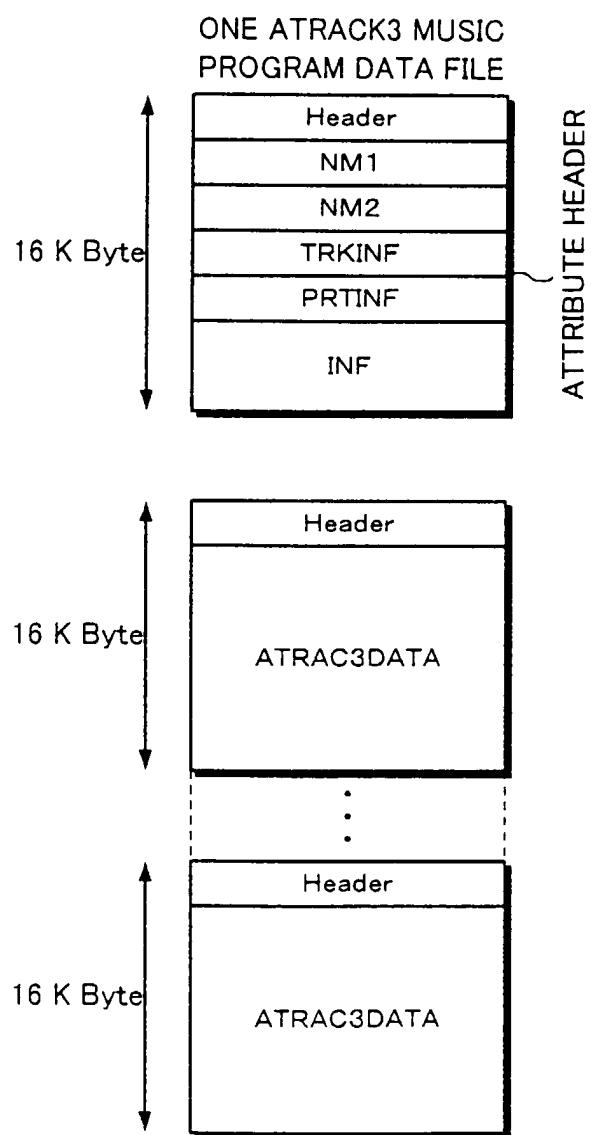 ONE ATRACK3 MUSIC
PROGRAM DATA FILE
Header
NM1
NM2
16 K Byte
TRKINF
PRTINF
INF
ATTRIBUTE HEADER
Header
16 K Byte
ATRAC3DATA
Header
16 K Byte
ATRAC3DATA